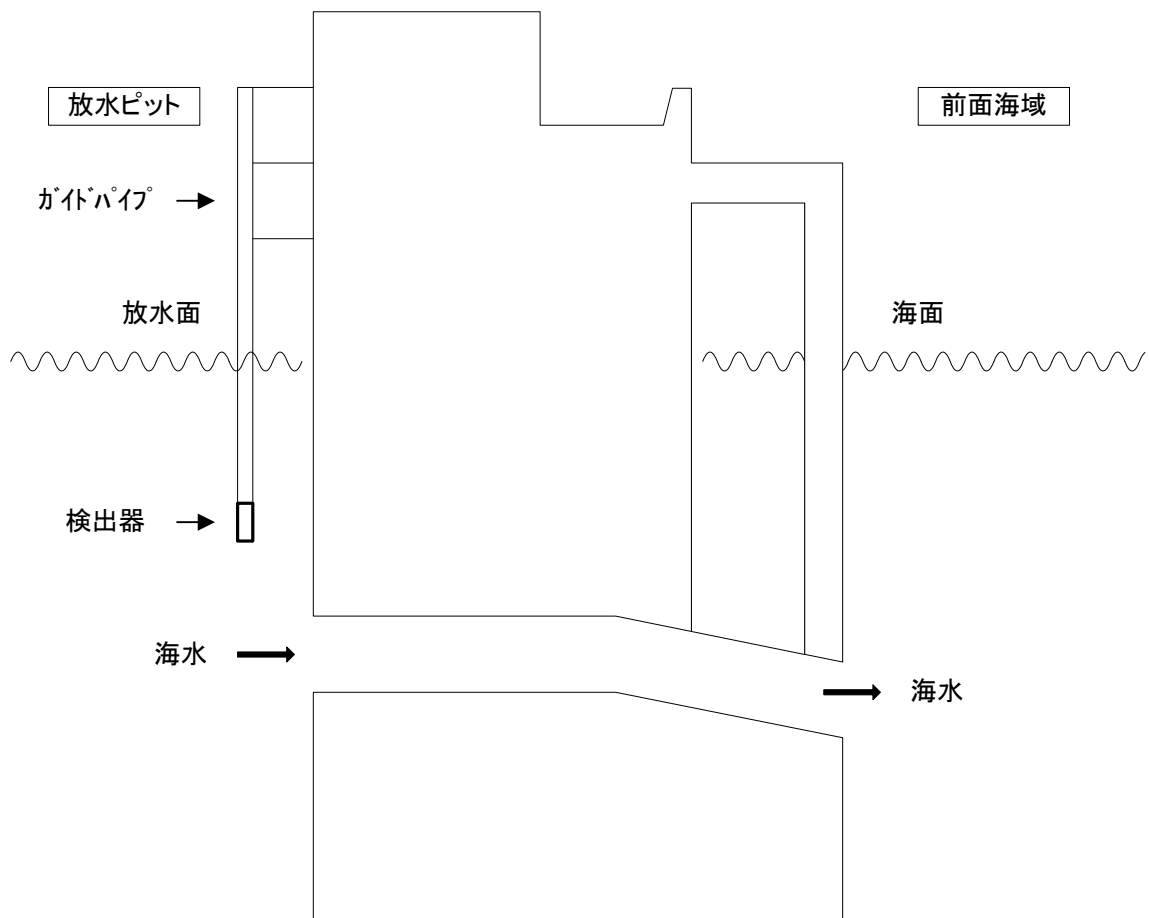 放水ピット
前面海域
ｶﾞｲﾄﾞﾊﾟｲﾌﾟ
放水面
海面
検出器
海水
海水